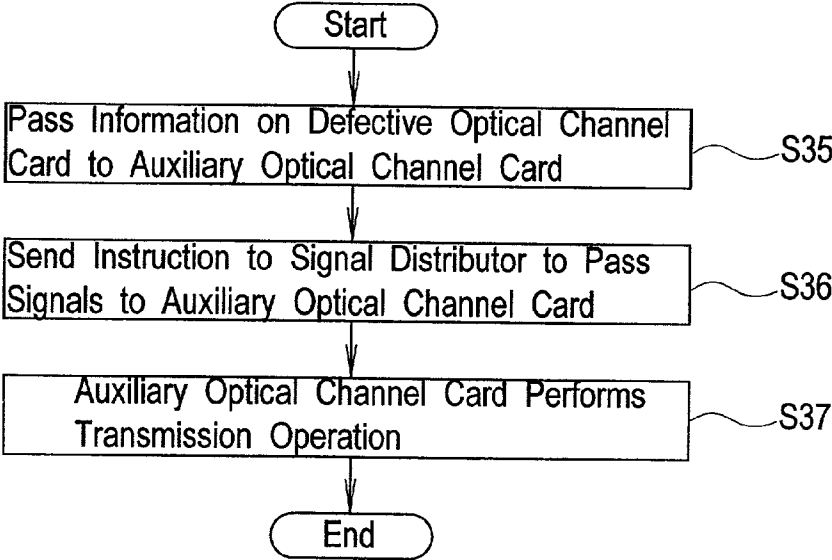 Start
Pass Information on Defective Optical Channel
Card to Auxiliary Optical Channel Card
S35
Send Instruction to Signal Distributor to Pass
Signals to Auxiliary Optical Channel Card
S36
Auxiliary Optical Channel Card Performs
Transmission Operation
S37
End